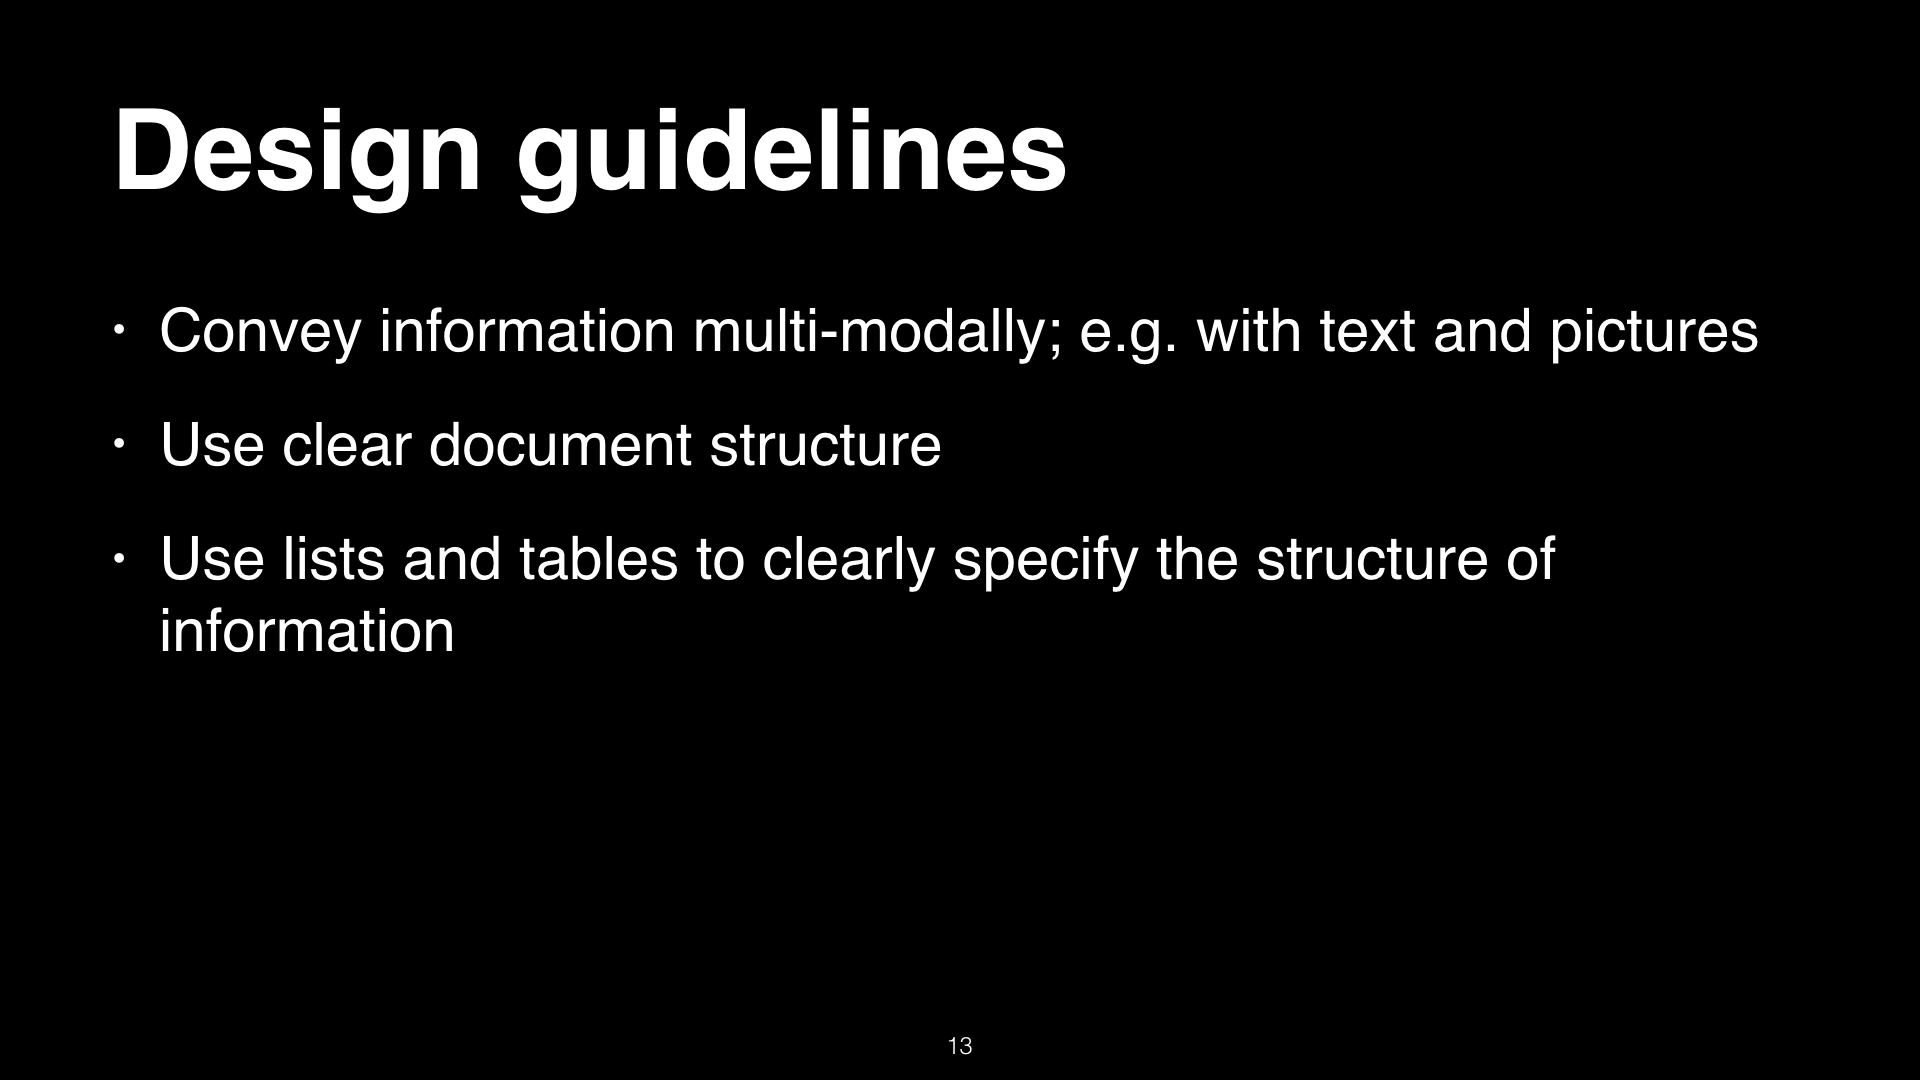 Design guidelines
• Convey information multi-modally; e.g. with text and pictures
• Use clear document structure
• Use lists and tables to clearly specify the structure of
information
13